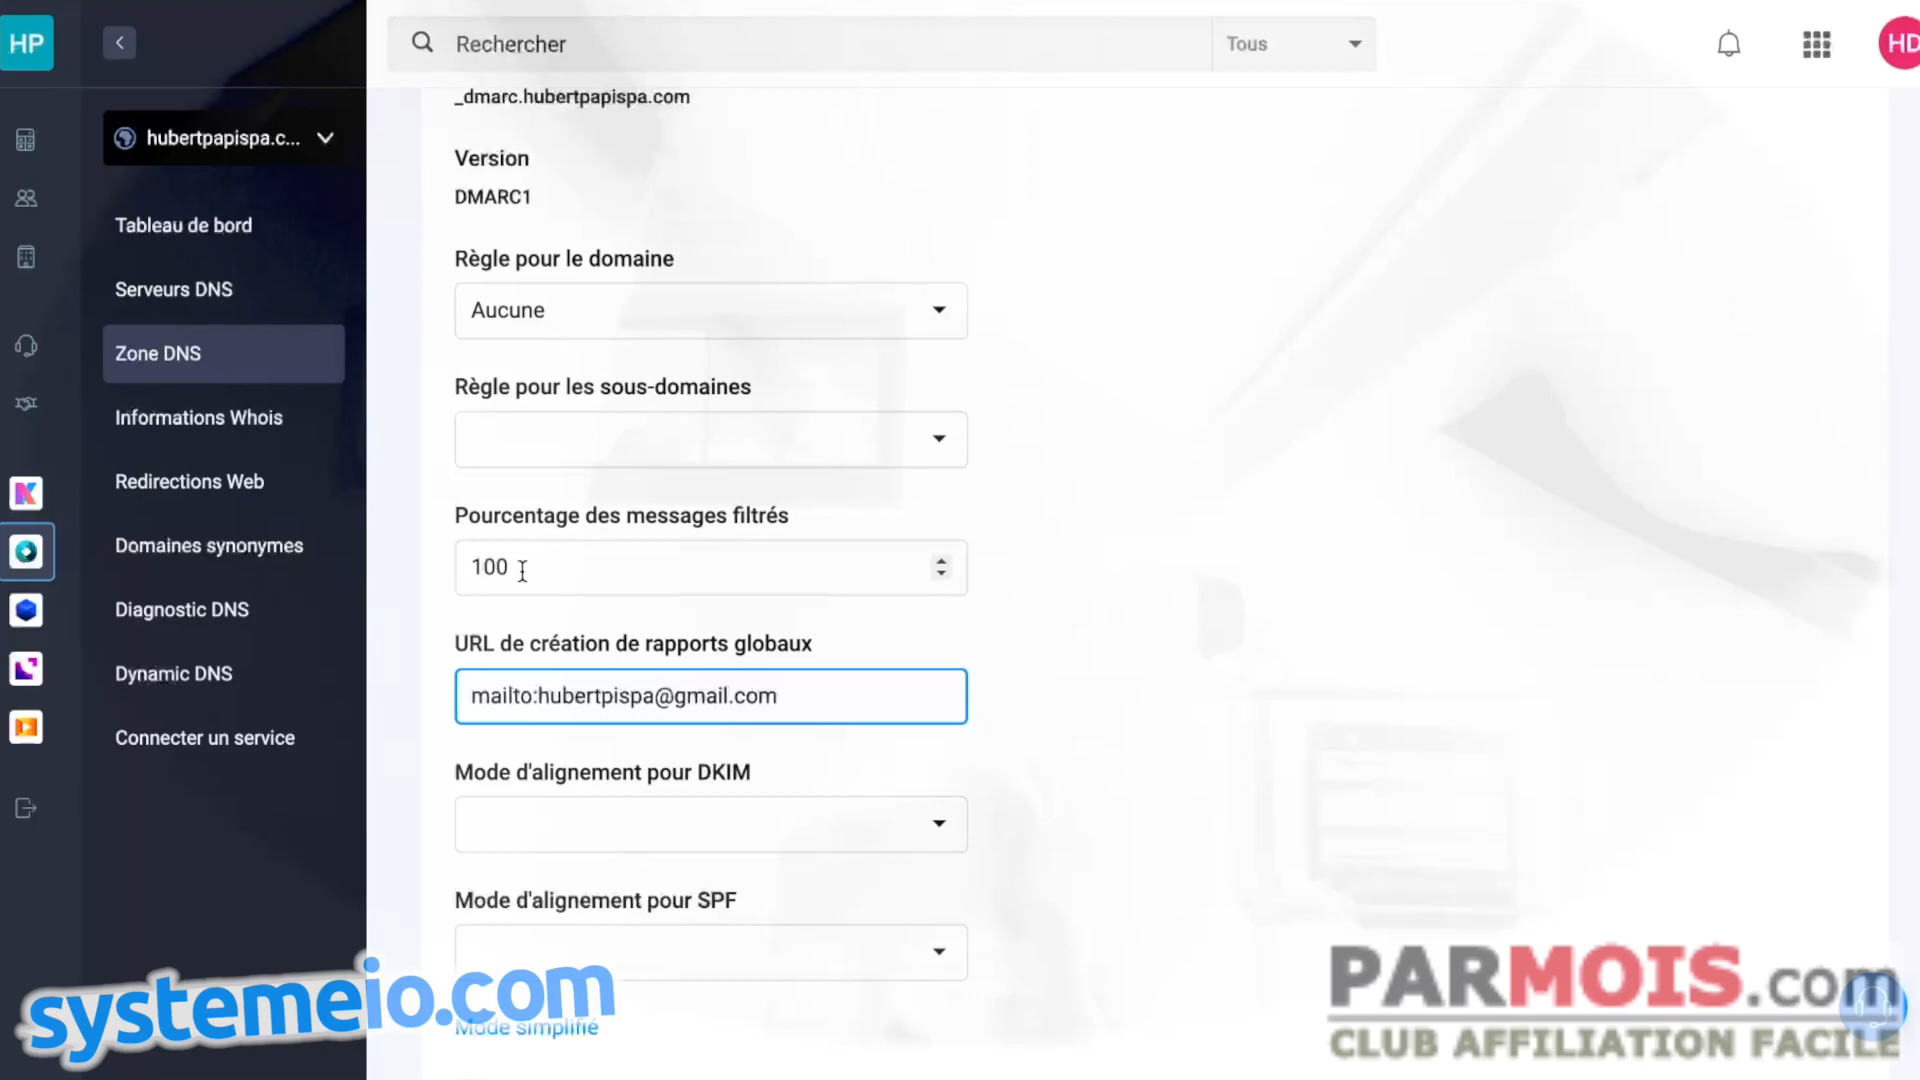 HP
Rechercher
Tous
HD
hubertpapispa.c...
Tableau de bord
Serveurs DNS
Zone DNS
Informations Whois
Redirections Web
Domaines synonymes
Diagnostic DNS
Dynamic DNS
Connecter un service
_dmarc.hubertpapispa.com
Version
DMARC1
Règle pour le domaine
Aucune
Règle pour les sous-domaines
Pourcentage des messages filtrés
100
URL de création de rapports globaux
mailto:hubertpispa@gmail.com
Mode d'alignement pour DKIM
Mode d'alignement pour SPF
Mode simplifié
systemeio.com
PARMOIS.com
CLUB AFFILIATION FACILE